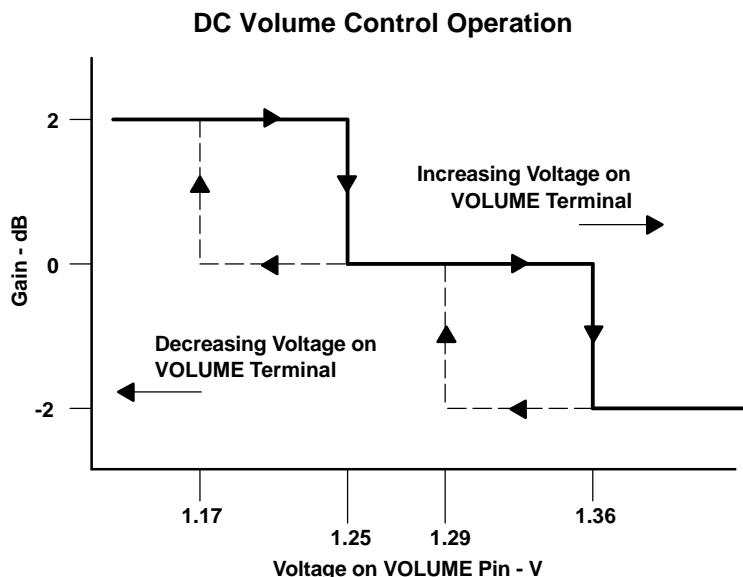 DC Volume Control Operation
2
Increasing Voltage on
VOLUME Terminal
Gain - dB
0
Decreasing Voltage on
VOLUME Terminal
-2
1.17
1.25
1.29
1.36
Voltage on VOLUME Pin - V